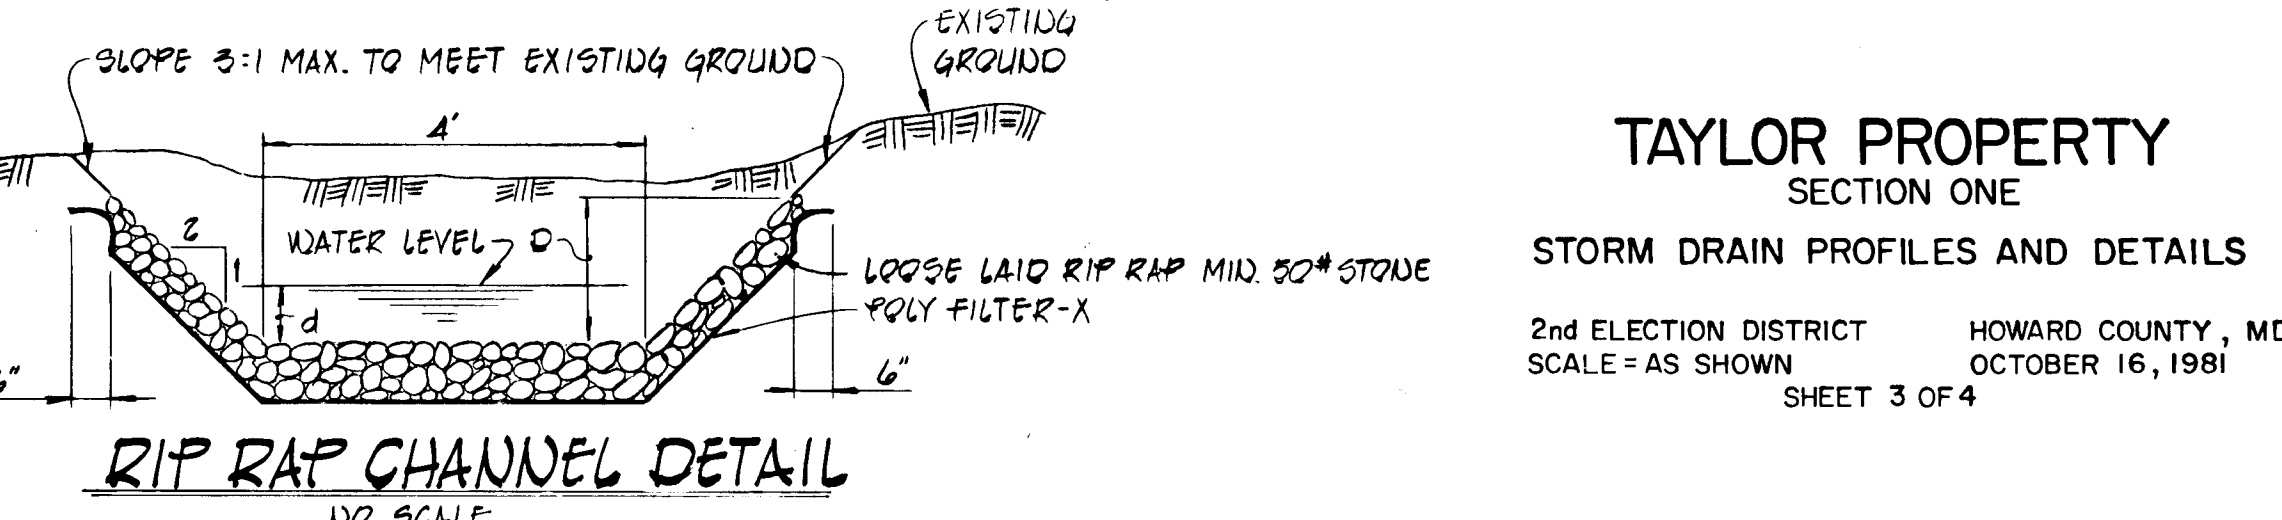 EXISTING
GROUND
SLOPE 3:1 MAX. TO MEET EXISTING GROUND
4'
2
1
WATER LEVEL
D
d
LOOSE LAID RIP RAP MIN. 50# STONE
POLY FILTER-X
6"
6"
RIP RAP CHANNEL DETAIL
NO SCALE
TAYLOR PROPERTY
SECTION ONE
STORM DRAIN PROFILES AND DETAILS
2nd ELECTION DISTRICT HOWARD COUNTY, MD
SCALE = AS SHOWN OCTOBER 16, 1981
SHEET 3 OF 4